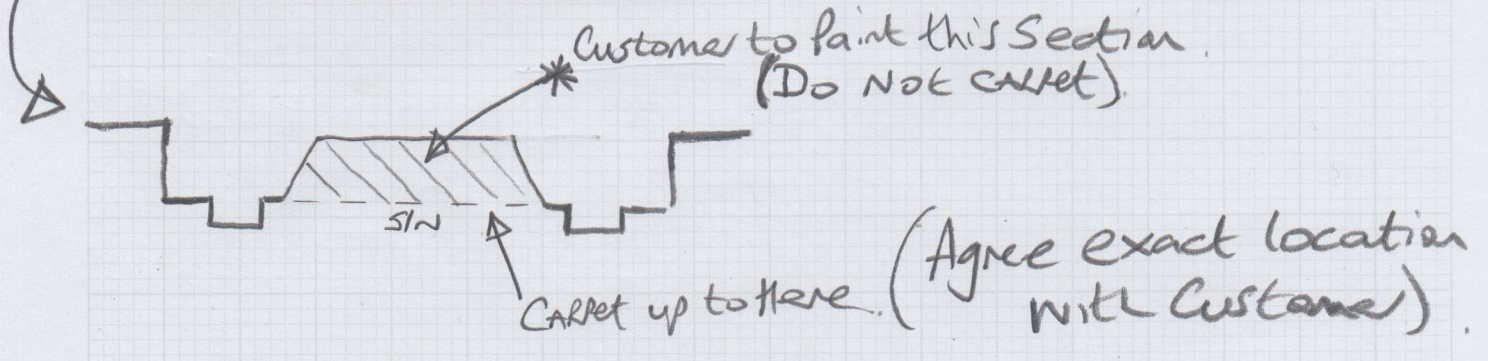 Customer to Paint this Section.
(Do Not CARPet).
S/N
CARPet up to Here.
(Agree exact location
with Customer).